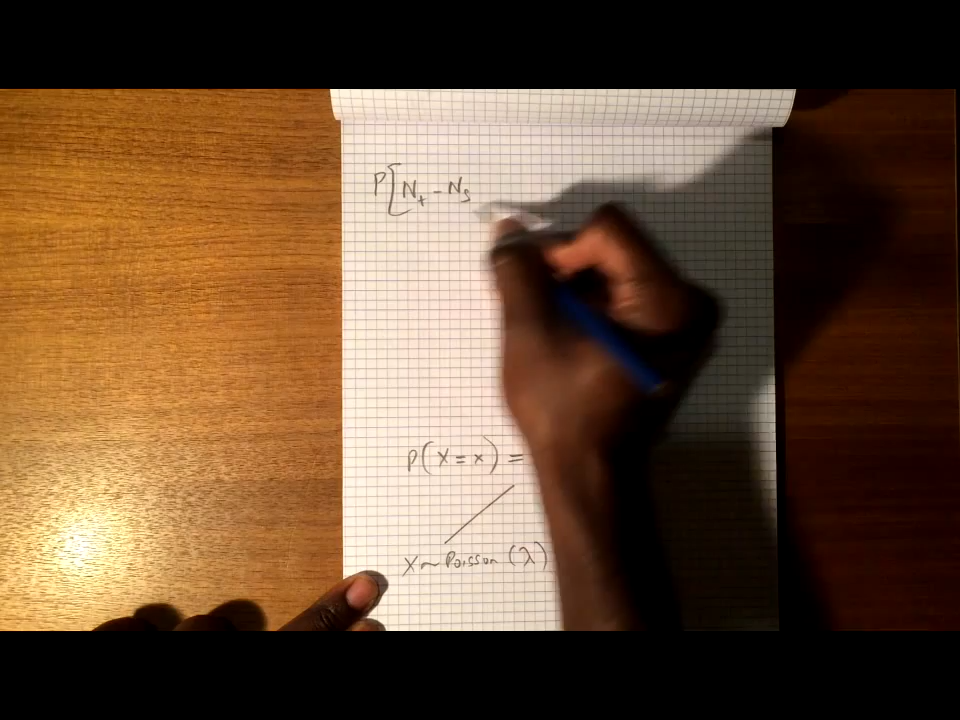 P[N_t - N_s
P(X = x) =
X ~ Poisson (λ)